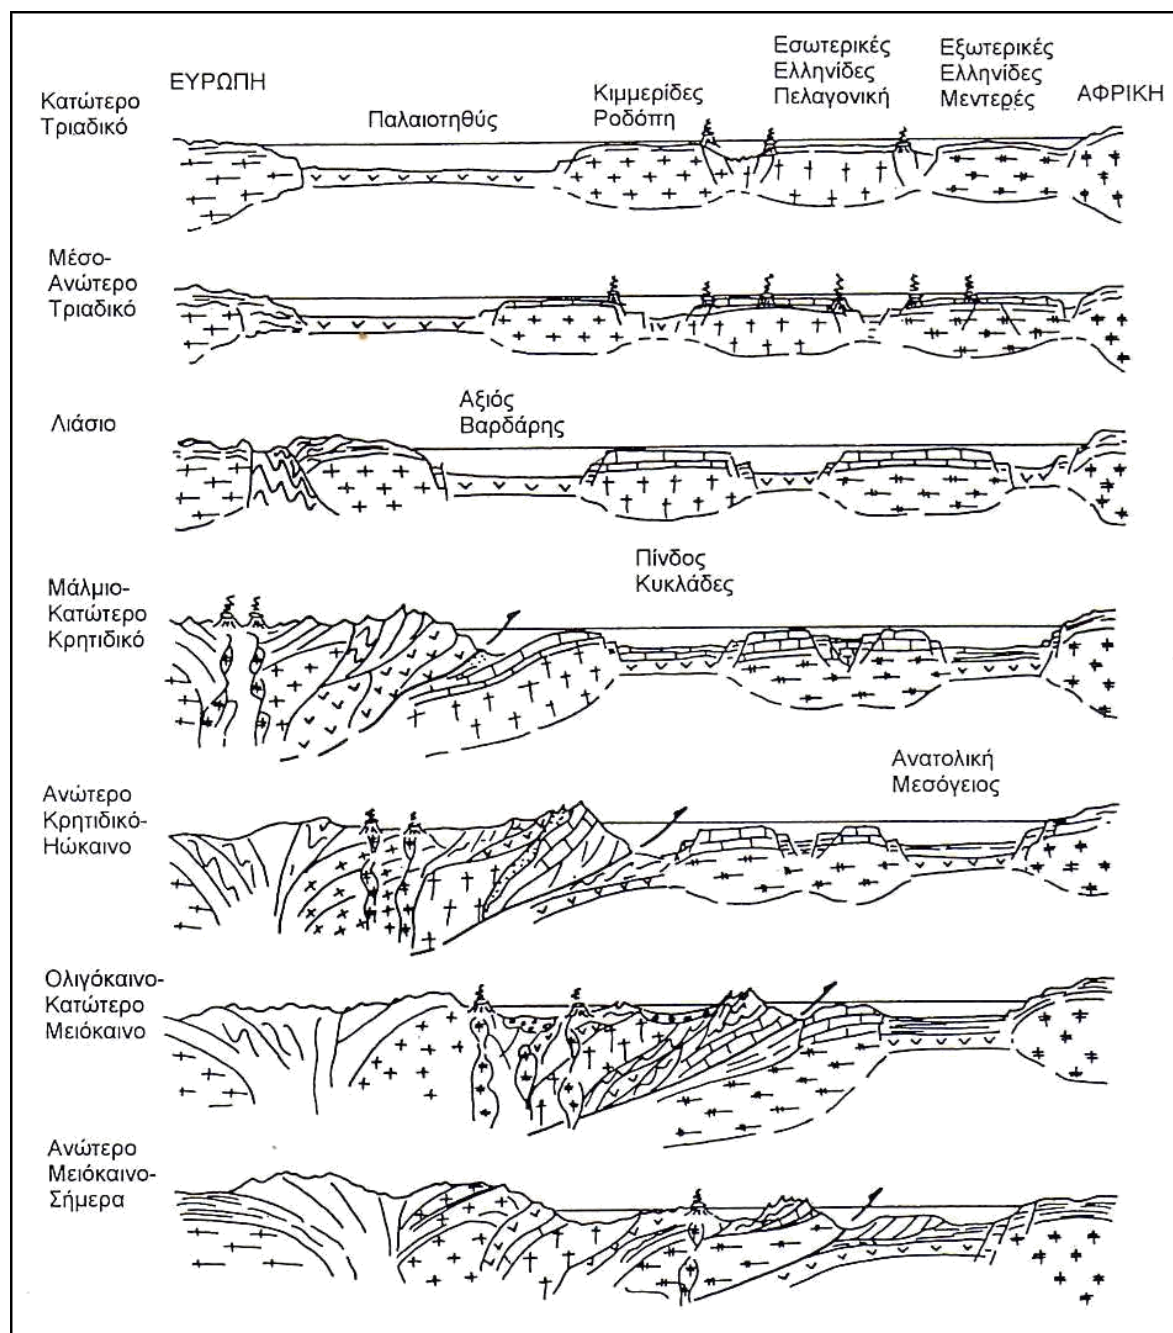 Κατώτερο
Τριαδικό
ΕΥΡΩΠΗ
Παλαιοτηθύς
Κιμμερίδες
Ροδόπη
Εσωτερικές
Ελληνίδες
Πελαγονική
Εξωτερικές
Ελληνίδες
Μεντερές
ΑΦΡΙΚΗ
Μέσο-
Ανώτερο
Τριαδικό
Λιάσιο
Αξιός
Βαρδάρης
Μάλμιο-
Κατώτερο
Κρητιδικό
Πίνδος
Κυκλάδες
Ανώτερο
Κρητιδικό-
Ηώκαινο
Ανατολική
Μεσόγειος
Ολιγόκαινο-
Κατώτερο
Μειόκαινο
Ανώτερο
Μειόκαινο-
Σήμερα